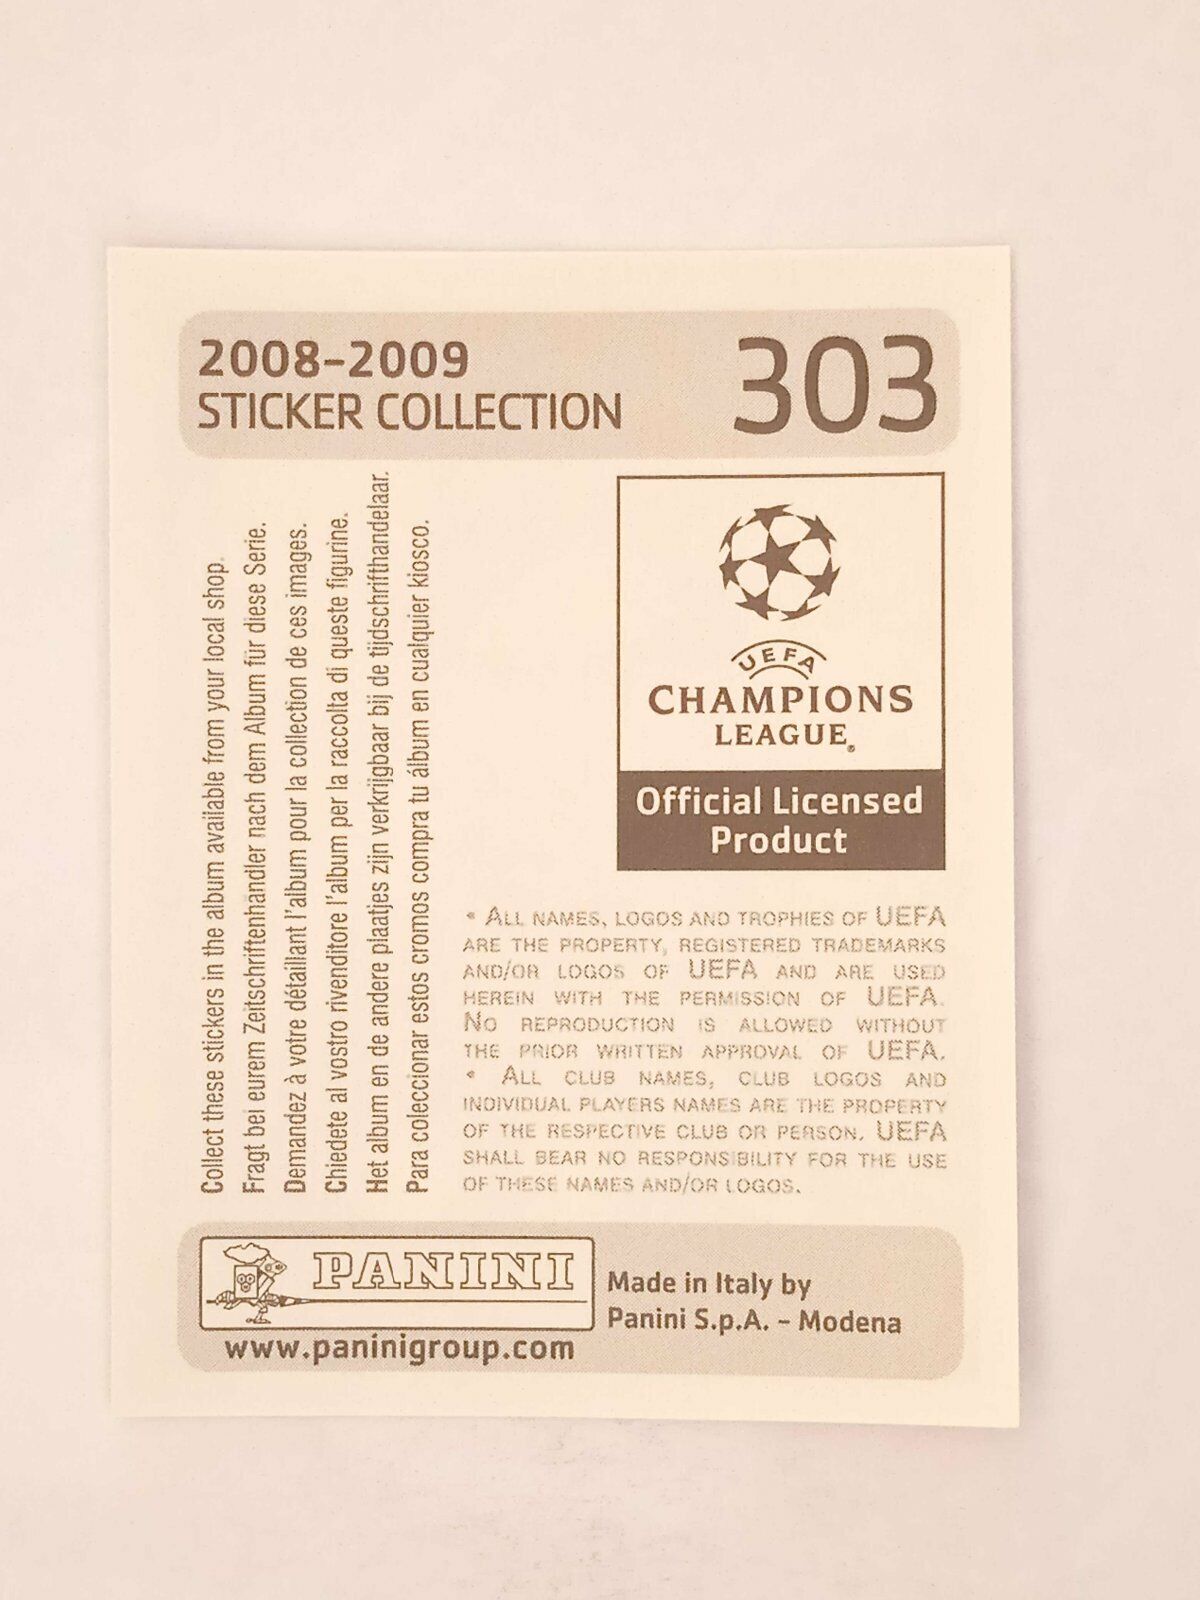 2008-2009
STICKER COLLECTION
303
Collect these stickers in the album available from your local shop.
Fragt bei eurem Zeitschriftenhändler nach dem Album für diese Serie.
Demandez à votre détaillant l'album pour la collection de ces images.
Chiedete al vostro rivenditore l'album per la raccolta di queste figurine.
Het album en de andere plaatjes zijn verkrijgbaar bij de tijdschrifthandelaar.
Para coleccionar estos cromos compra tu álbum en cualquier kiosco.
UEFA
CHAMPIONS
LEAGUE®
Official Licensed
Product
• ALL NAMES, LOGOS AND TROPHIES OF UEFA
ARE THE PROPERTY, REGISTERED TRADEMARKS
AND/OR LOGOS OF UEFA AND ARE USED
HEREIN WITH THE PERMISSION OF UEFA.
NO REPRODUCTION IS ALLOWED WITHOUT
THE PRIOR WRITTEN APPROVAL OF UEFA.
• ALL CLUB NAMES, CLUB LOGOS AND
INDIVIDUAL PLAYERS NAMES ARE THE PROPERTY
OF THE RESPECTIVE CLUB OR PERSON. UEFA
SHALL BEAR NO RESPONSIBILITY FOR THE USE
OF THESE NAMES AND/OR LOGOS.
PANINI
www.paninigroup.com
Made in Italy by
Panini S.p.A. - Modena